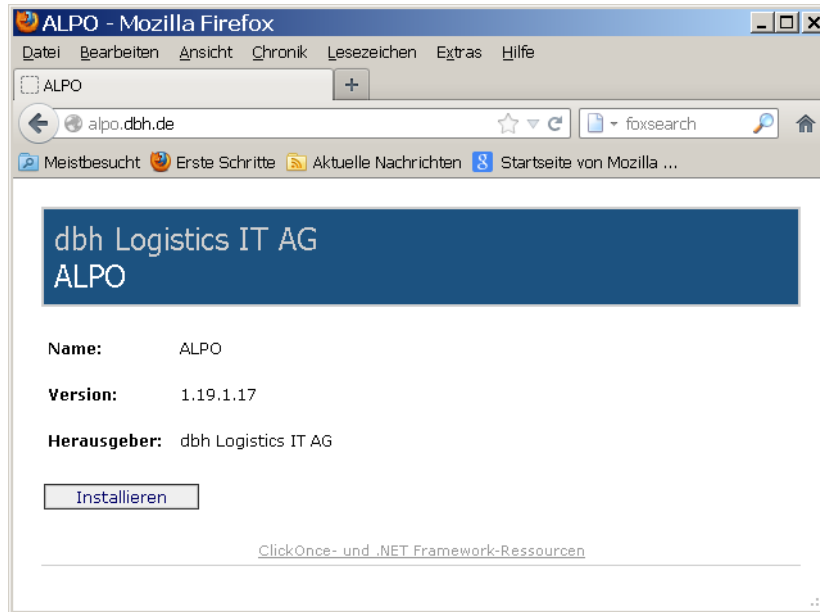 ALPO - Mozilla Firefox
Datei Bearbeiten Ansicht Chronik Lesezeichen Extras Hilfe
ALPO +
alpo.dbh.de foxsearch
Meistbesucht Erste Schritte Aktuelle Nachrichten Startseite von Mozilla ...
dbh Logistics IT AG
ALPO
Name: ALPO
Version: 1.19.1.17
Herausgeber: dbh Logistics IT AG
Installieren
ClickOnce- und .NET Framework-Ressourcen